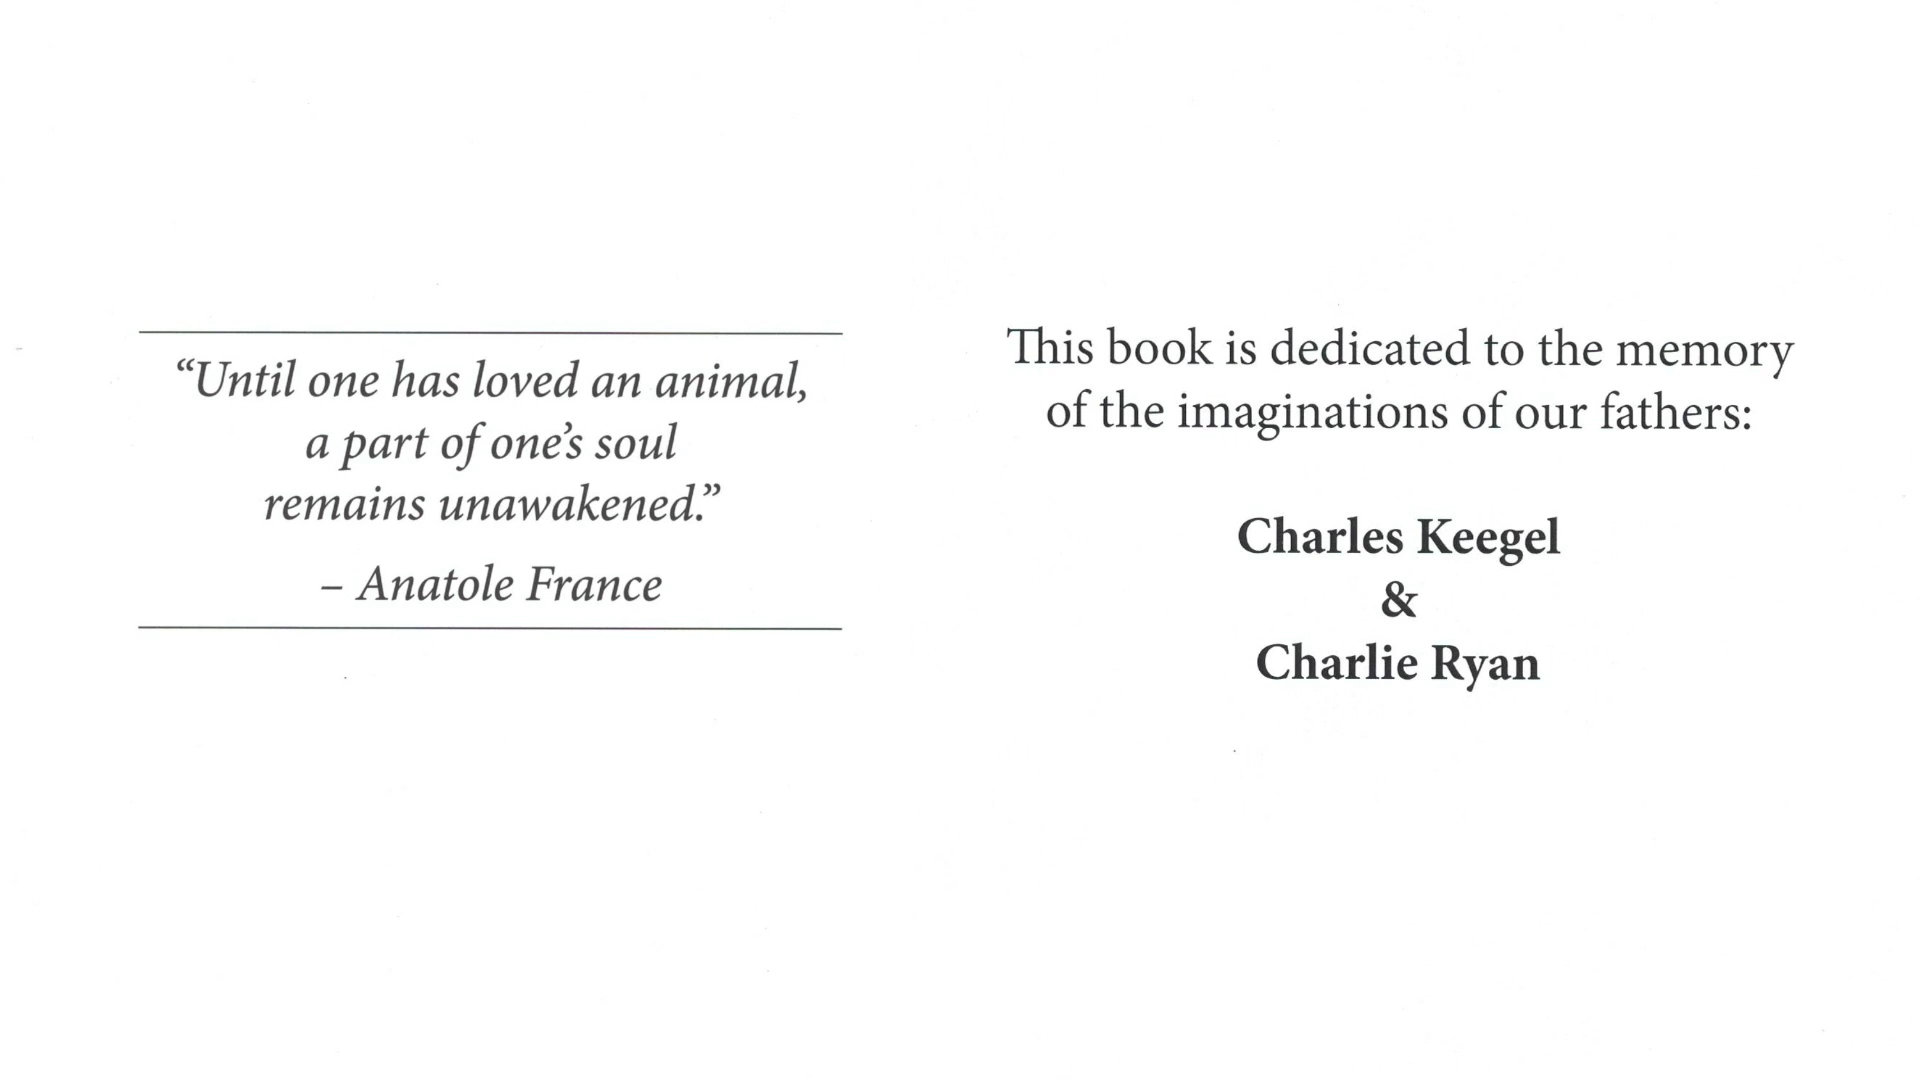 “Until one has loved an animal,
a part of one’s soul
remains unawakened.”
– Anatole France
This book is dedicated to the memory
of the imaginations of our fathers:
Charles Keegel
&
Charlie Ryan